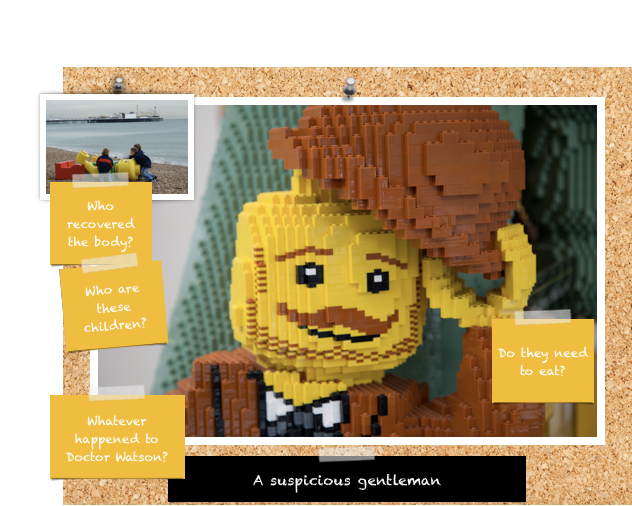 Who
recovered
the body?
Who are
these
children?
Do they need
to eat?
Whatever
happened to
Doctor Watson?
A suspicious gentleman